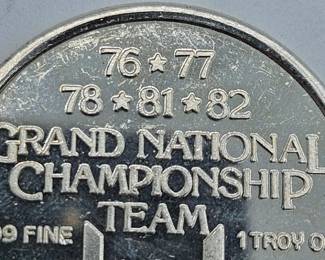 76 ★ 77
78 ★ 81 ★ 82
GRAND NATIONAL
CHAMPIONSHIP
TEAM
99 FINE 1 TROY O